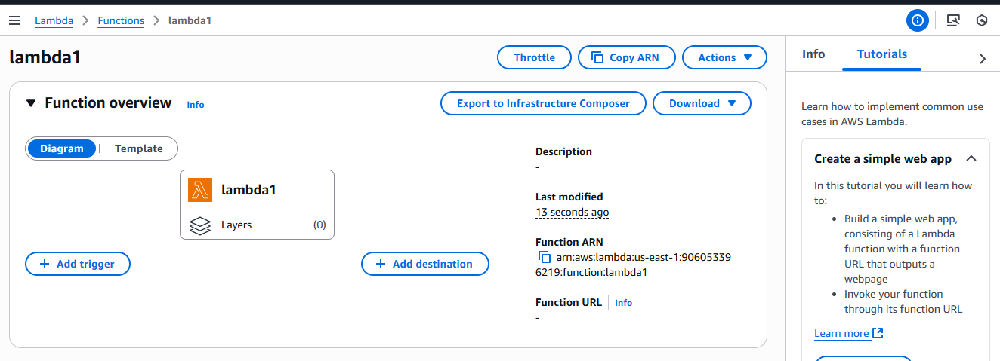 Lambda > Functions > lambda1
lambda1
Throttle
Copy ARN
Actions
Function overview Info
Export to Infrastructure Composer
Download
Diagram
Template
lambda1
Layers (0)
Add trigger
Add destination
Description
-
Last modified
13 seconds ago
Function ARN
arn:aws:lambda:us-east-1:90605339
6219:function:lambda1
Function URL Info
-
Info
Tutorials
Learn how to implement common use
cases in AWS Lambda.
Create a simple web app
In this tutorial you will learn how
to:
• Build a simple web app,
consisting of a Lambda
function with a function
URL that outputs a
webpage
• Invoke your function
through its function URL
Learn more